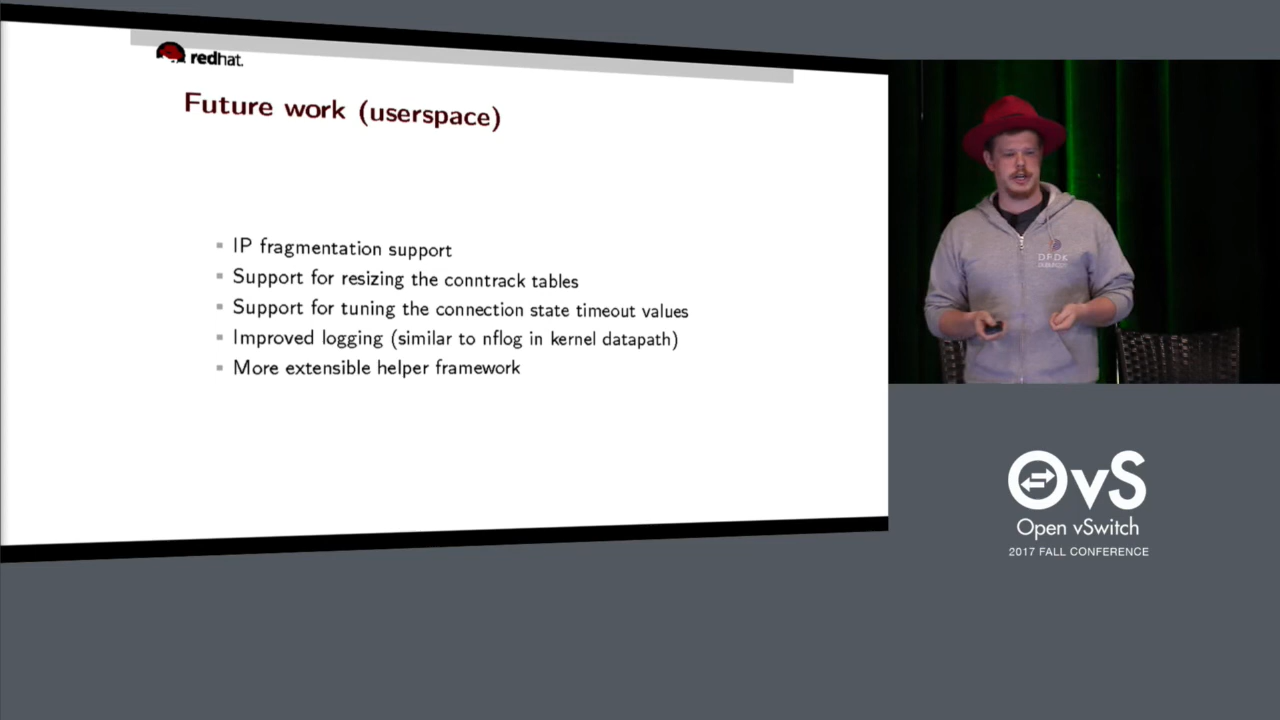 redhat.
Future work (userspace)
IP fragmentation support
Support for resizing the conntrack tables
Support for tuning the connection state timeout values
Improved logging (similar to nflog in kernel datapath)
More extensible helper framework
DPDK
OvS
Open vSwitch
2017 FALL CONFERENCE